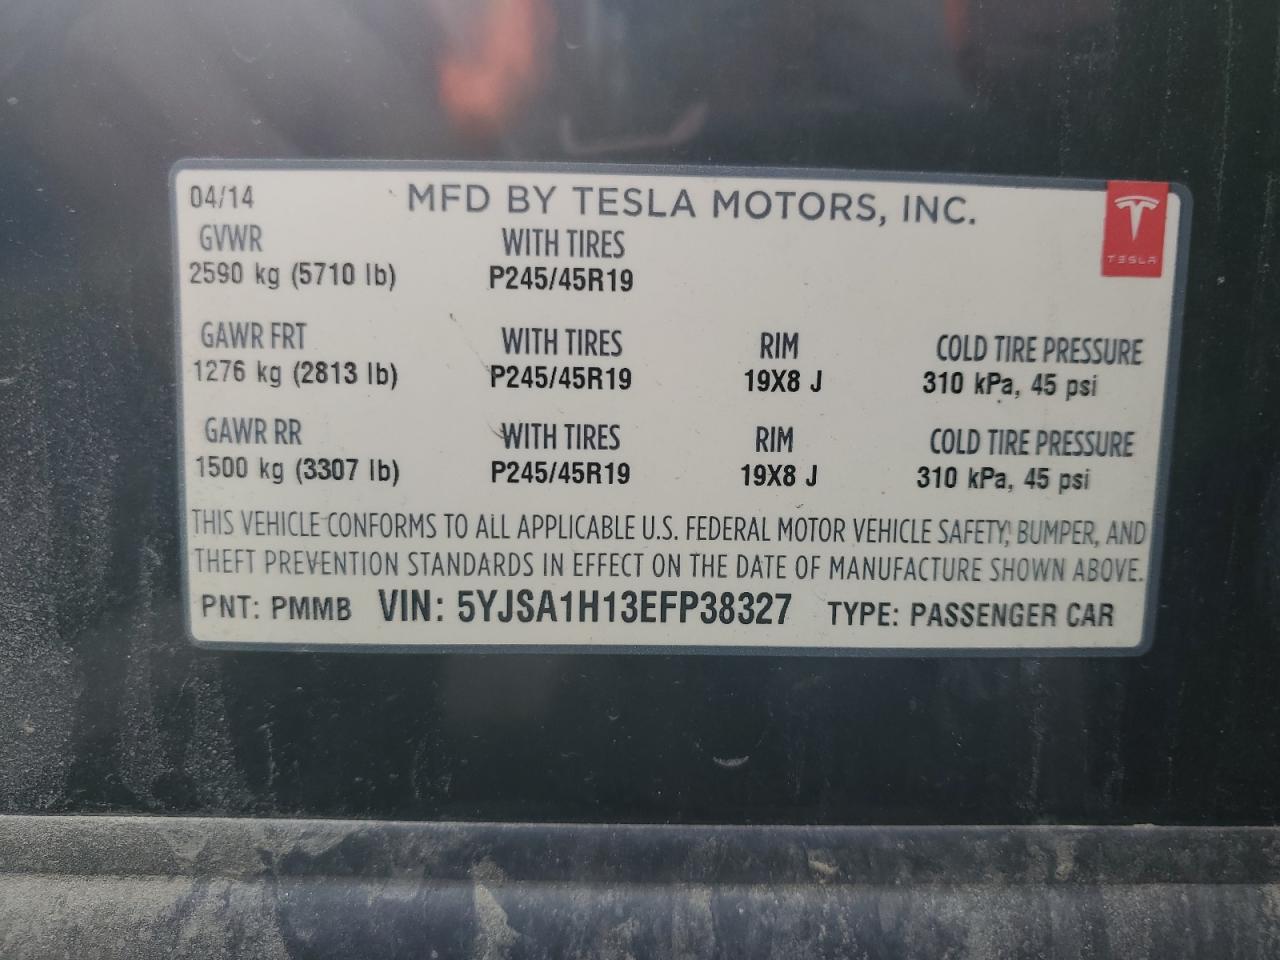 04/14 MFD BY TESLA MOTORS, INC.
TESLA
GVWR WITH TIRES
2590 kg (5710 lb) P245/45R19
GAWR FRT WITH TIRES RIM COLD TIRE PRESSURE
1276 kg (2813 lb) P245/45R19 19X8 J 310 kPa, 45 psi
GAWR RR WITH TIRES RIM COLD TIRE PRESSURE
1500 kg (3307 lb) P245/45R19 19X8 J 310 kPa, 45 psi
THIS VEHICLE CONFORMS TO ALL APPLICABLE U.S. FEDERAL MOTOR VEHICLE SAFETY, BUMPER, AND
THEFT PREVENTION STANDARDS IN EFFECT ON THE DATE OF MANUFACTURE SHOWN ABOVE.
PNT: PMMB VIN: 5YJSA1H13EFP38327 TYPE: PASSENGER CAR